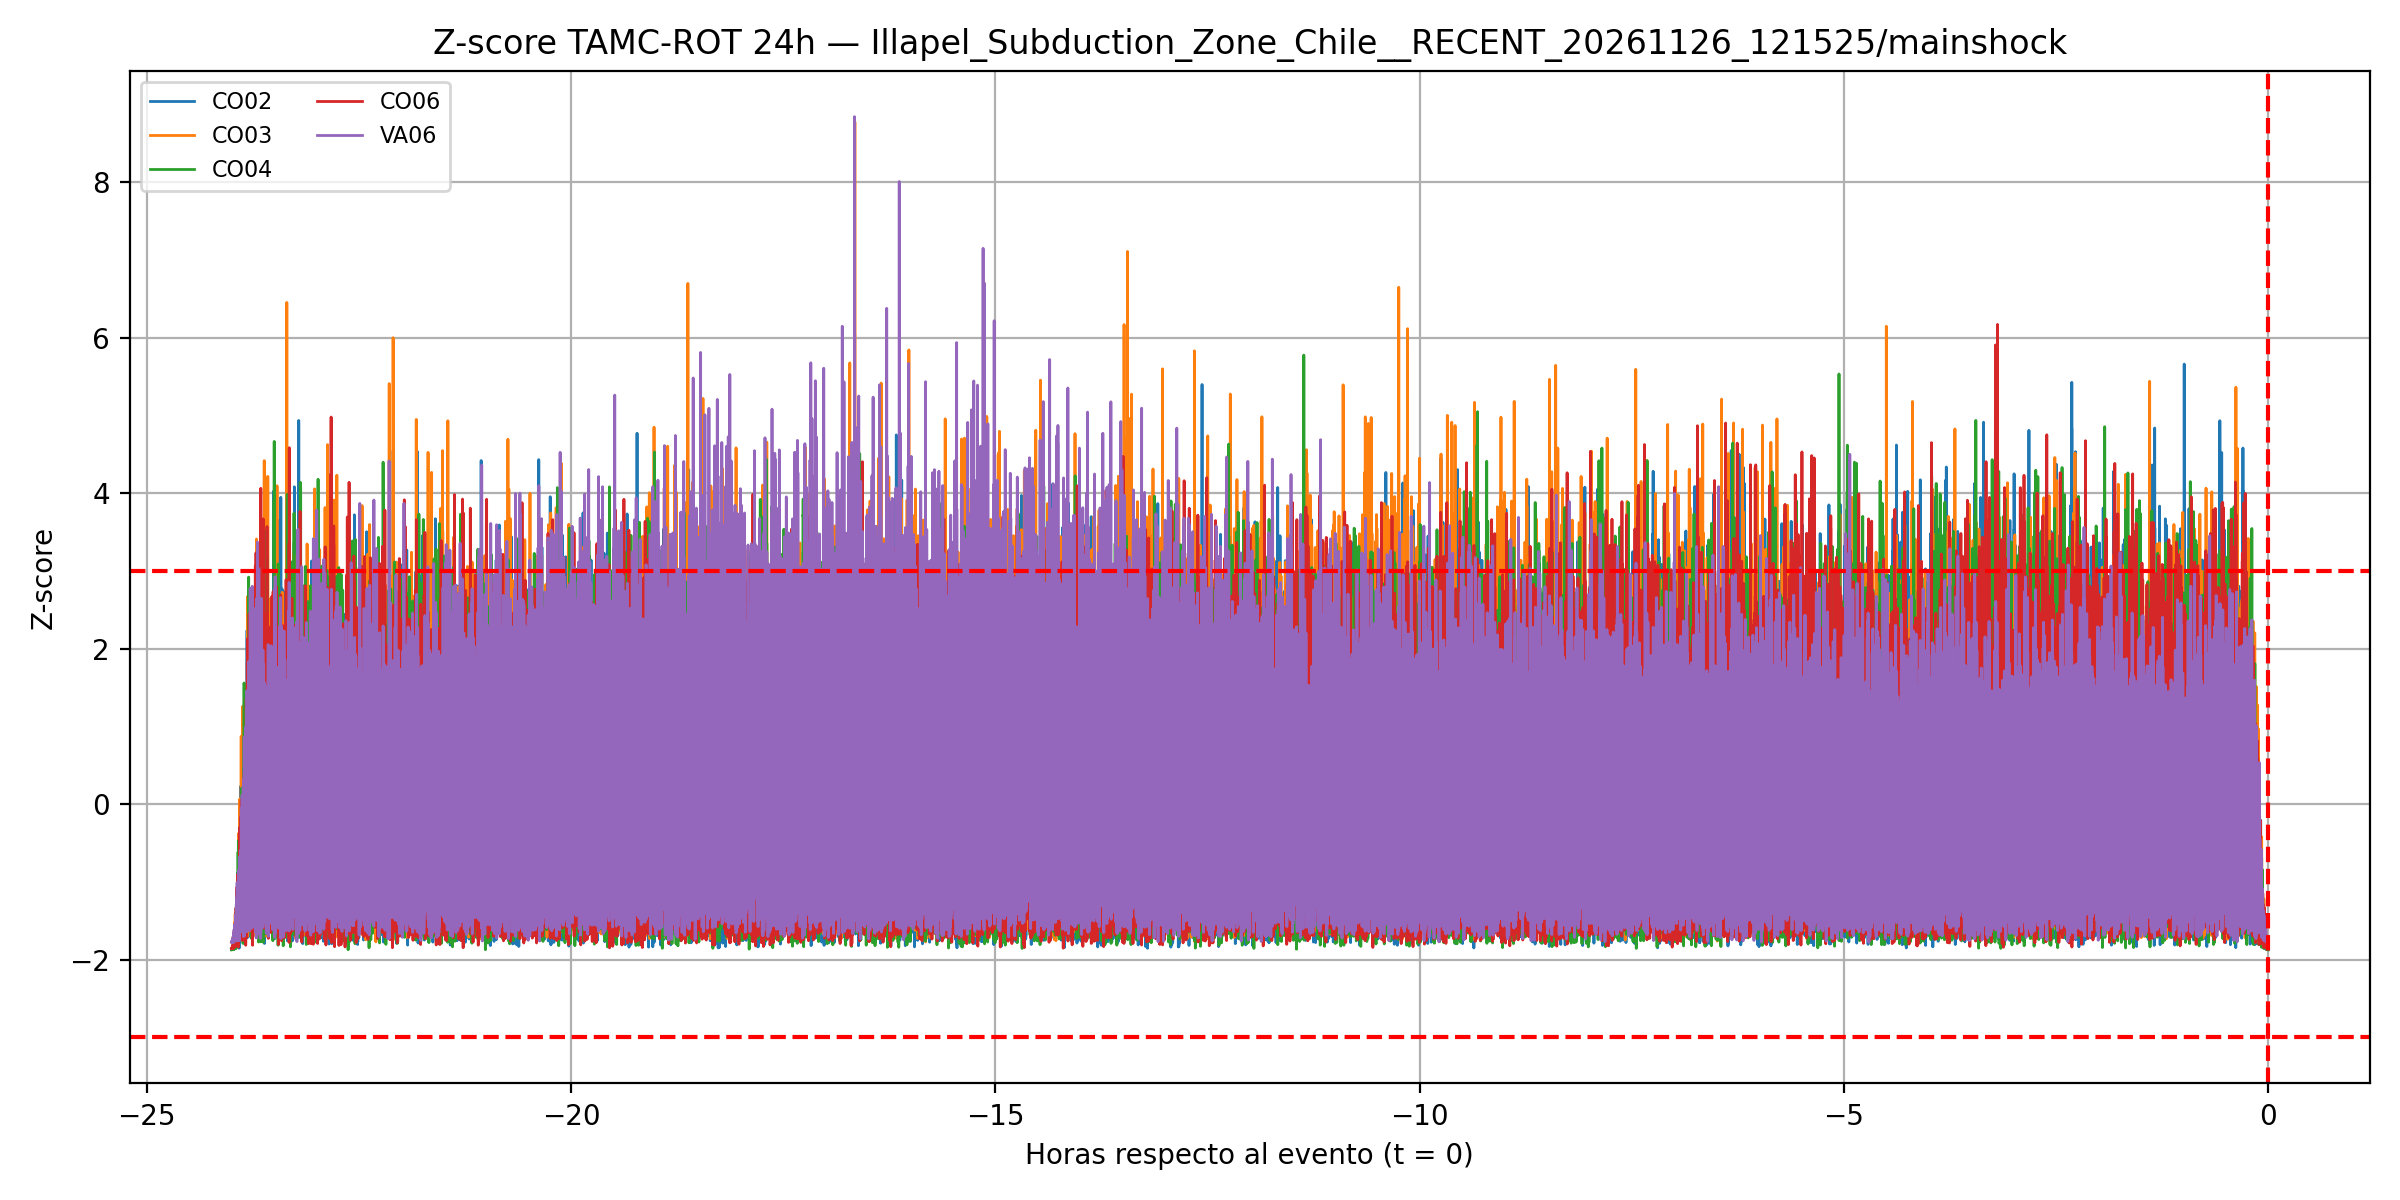 Z-score TAMC-ROT 24h — Illapel_Subduction_Zone_Chile__RECENT_20261126_121525/mainshock
CO02
CO03
CO04
CO06
VA06
8
6
4
2
0
−2
Z-score
−25
−20
−15
−10
−5
0
Horas respecto al evento (t = 0)